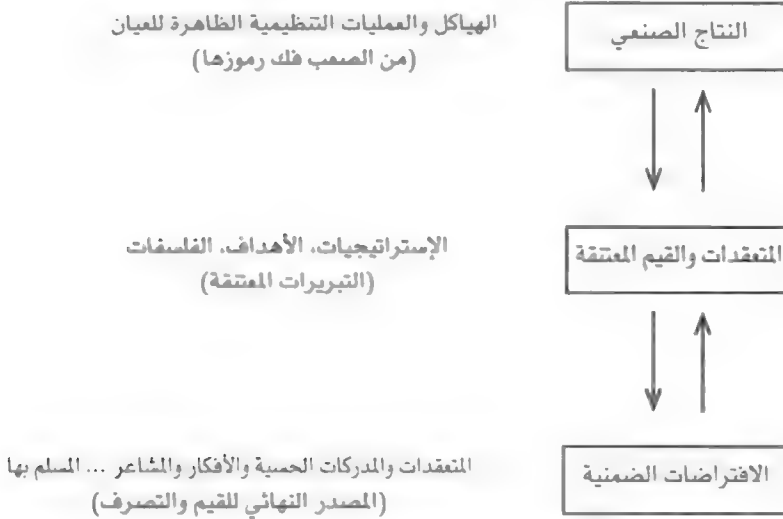 النتاج الصنعي
الهياكل والعمليات التنظيمية الظاهرة للعيان
(من الصعب فك رموزها)
المتعقدات والقيم المعتنقة
الإستراتيجيات، الأهداف، الفلسفات
(التبريرات المعتنقة)
الافتراضات الضمنية
المتعقدات والمدركات الحسية والأفكار والمشاعر ... المسلم بها
(المصدر النهائي للقيم والتصرف)